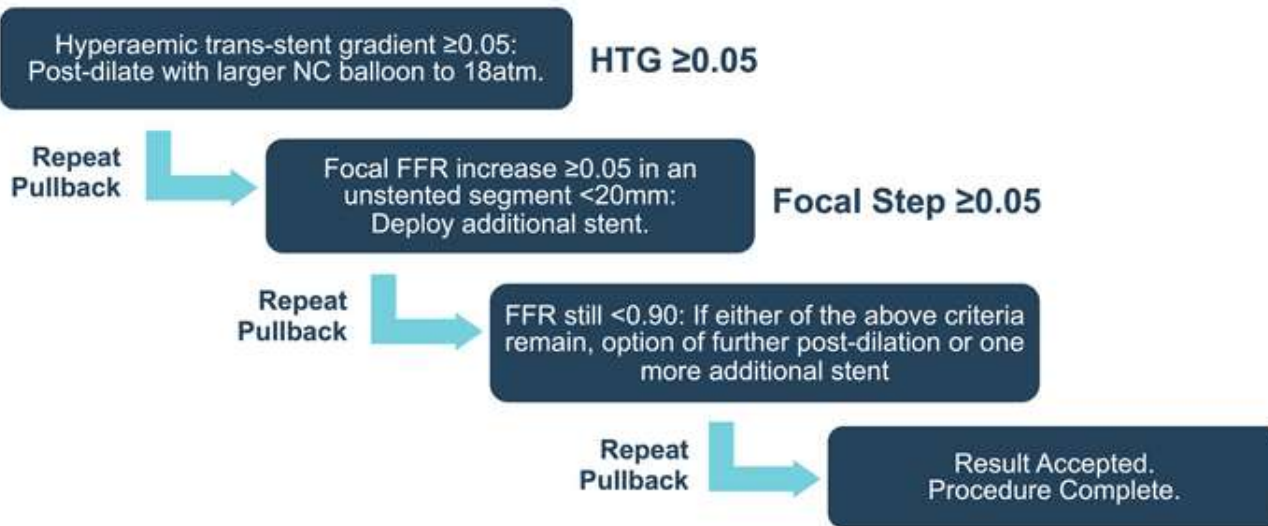 Hyperaemic trans-stent gradient ≥0.05:
Post-dilate with larger NC balloon to 18atm.
HTG ≥0.05
Repeat
Pullback
Focal FFR increase ≥0.05 in an
unstented segment <20mm:
Deploy additional stent.
Focal Step ≥0.05
Repeat
Pullback
FFR still <0.90: If either of the above criteria
remain, option of further post-dilation or one
more additional stent
Repeat
Pullback
Result Accepted.
Procedure Complete.